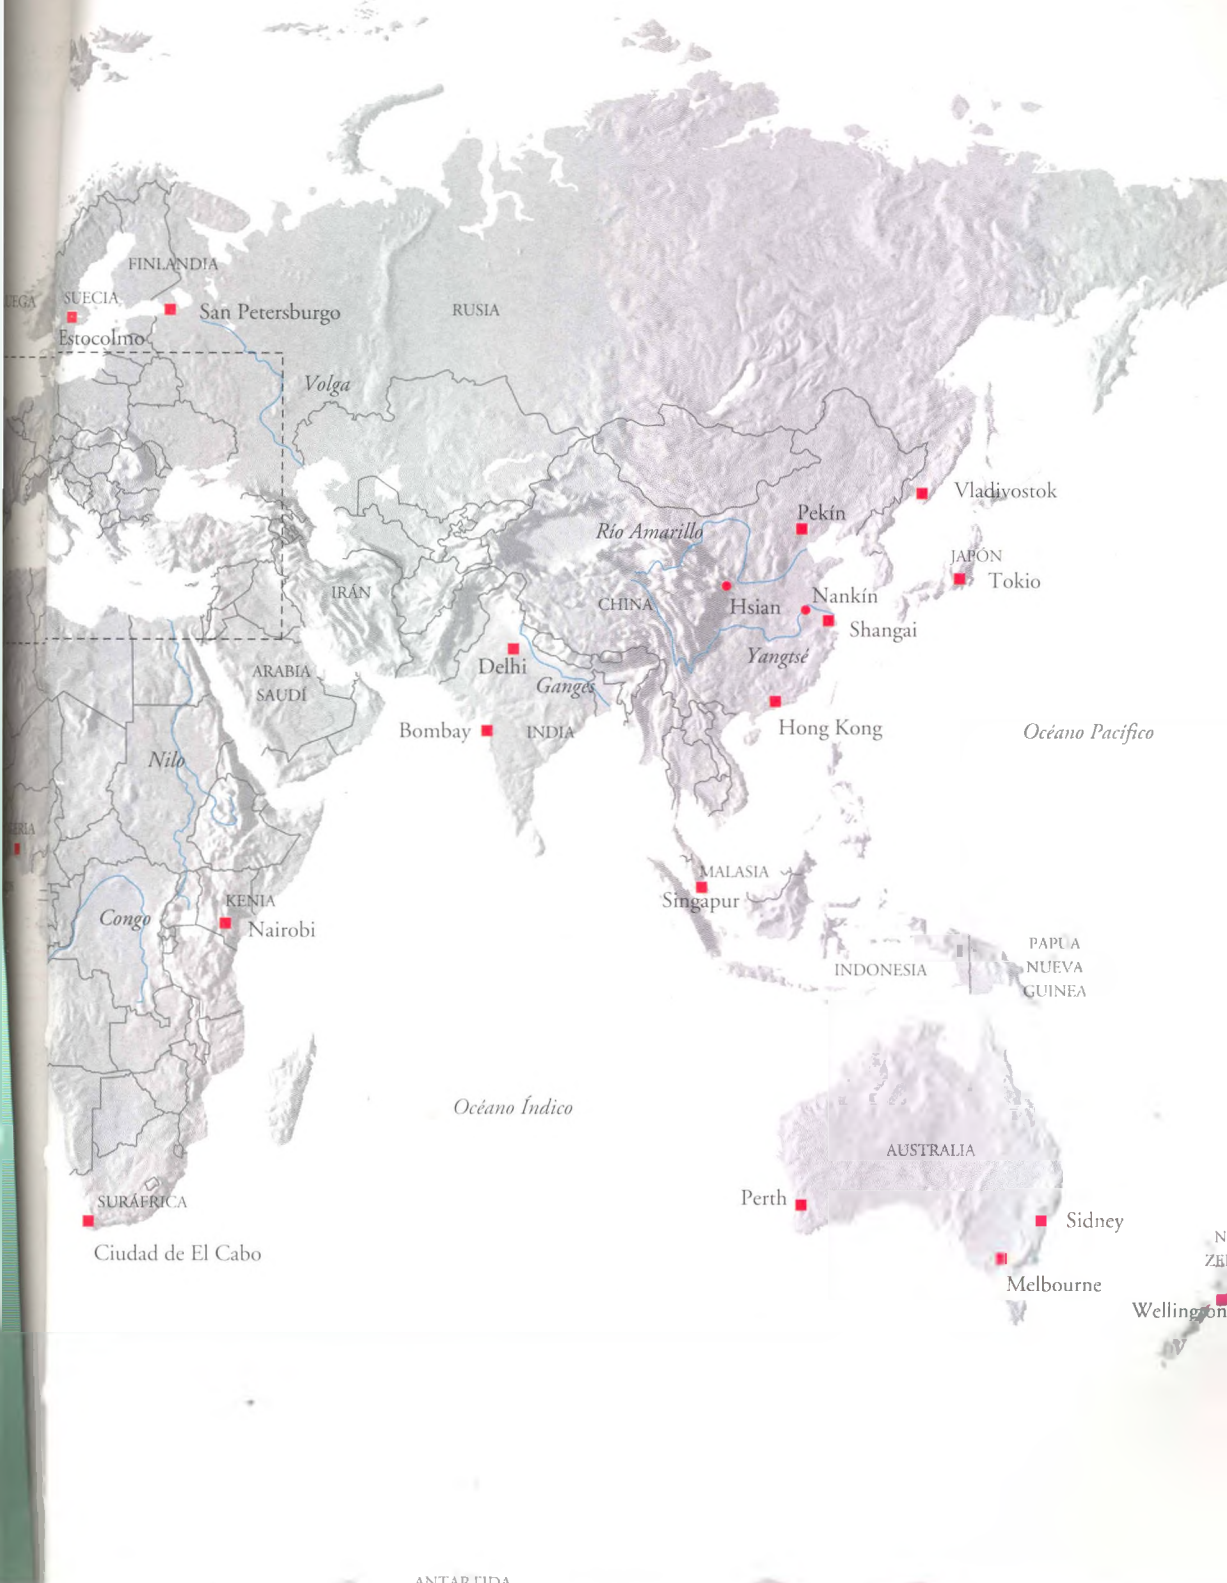 FINLANDIA
SUECIA
San Petersburgo
RUSIA
Estocolmo
Volga
Vladivostok
Pekín
Río Amarillo
JAPÓN
Tokio
IRÁN
CHINA
Hsian
Nankín
Shangai
Yangtsé
Delhi
ARABIA
SAUDÍ
Ganges
Bombay
INDIA
Hong Kong
Océano Pacífico
Nilo
MALASIA
Singapur
KENIA
Nairobi
Congo
INDONESIA
PAPUA
NUEVA
GUINEA
Océano Índico
AUSTRALIA
Perth
SURÁFRICA
Sidney
Ciudad de El Cabo
Melbourne
Wellington